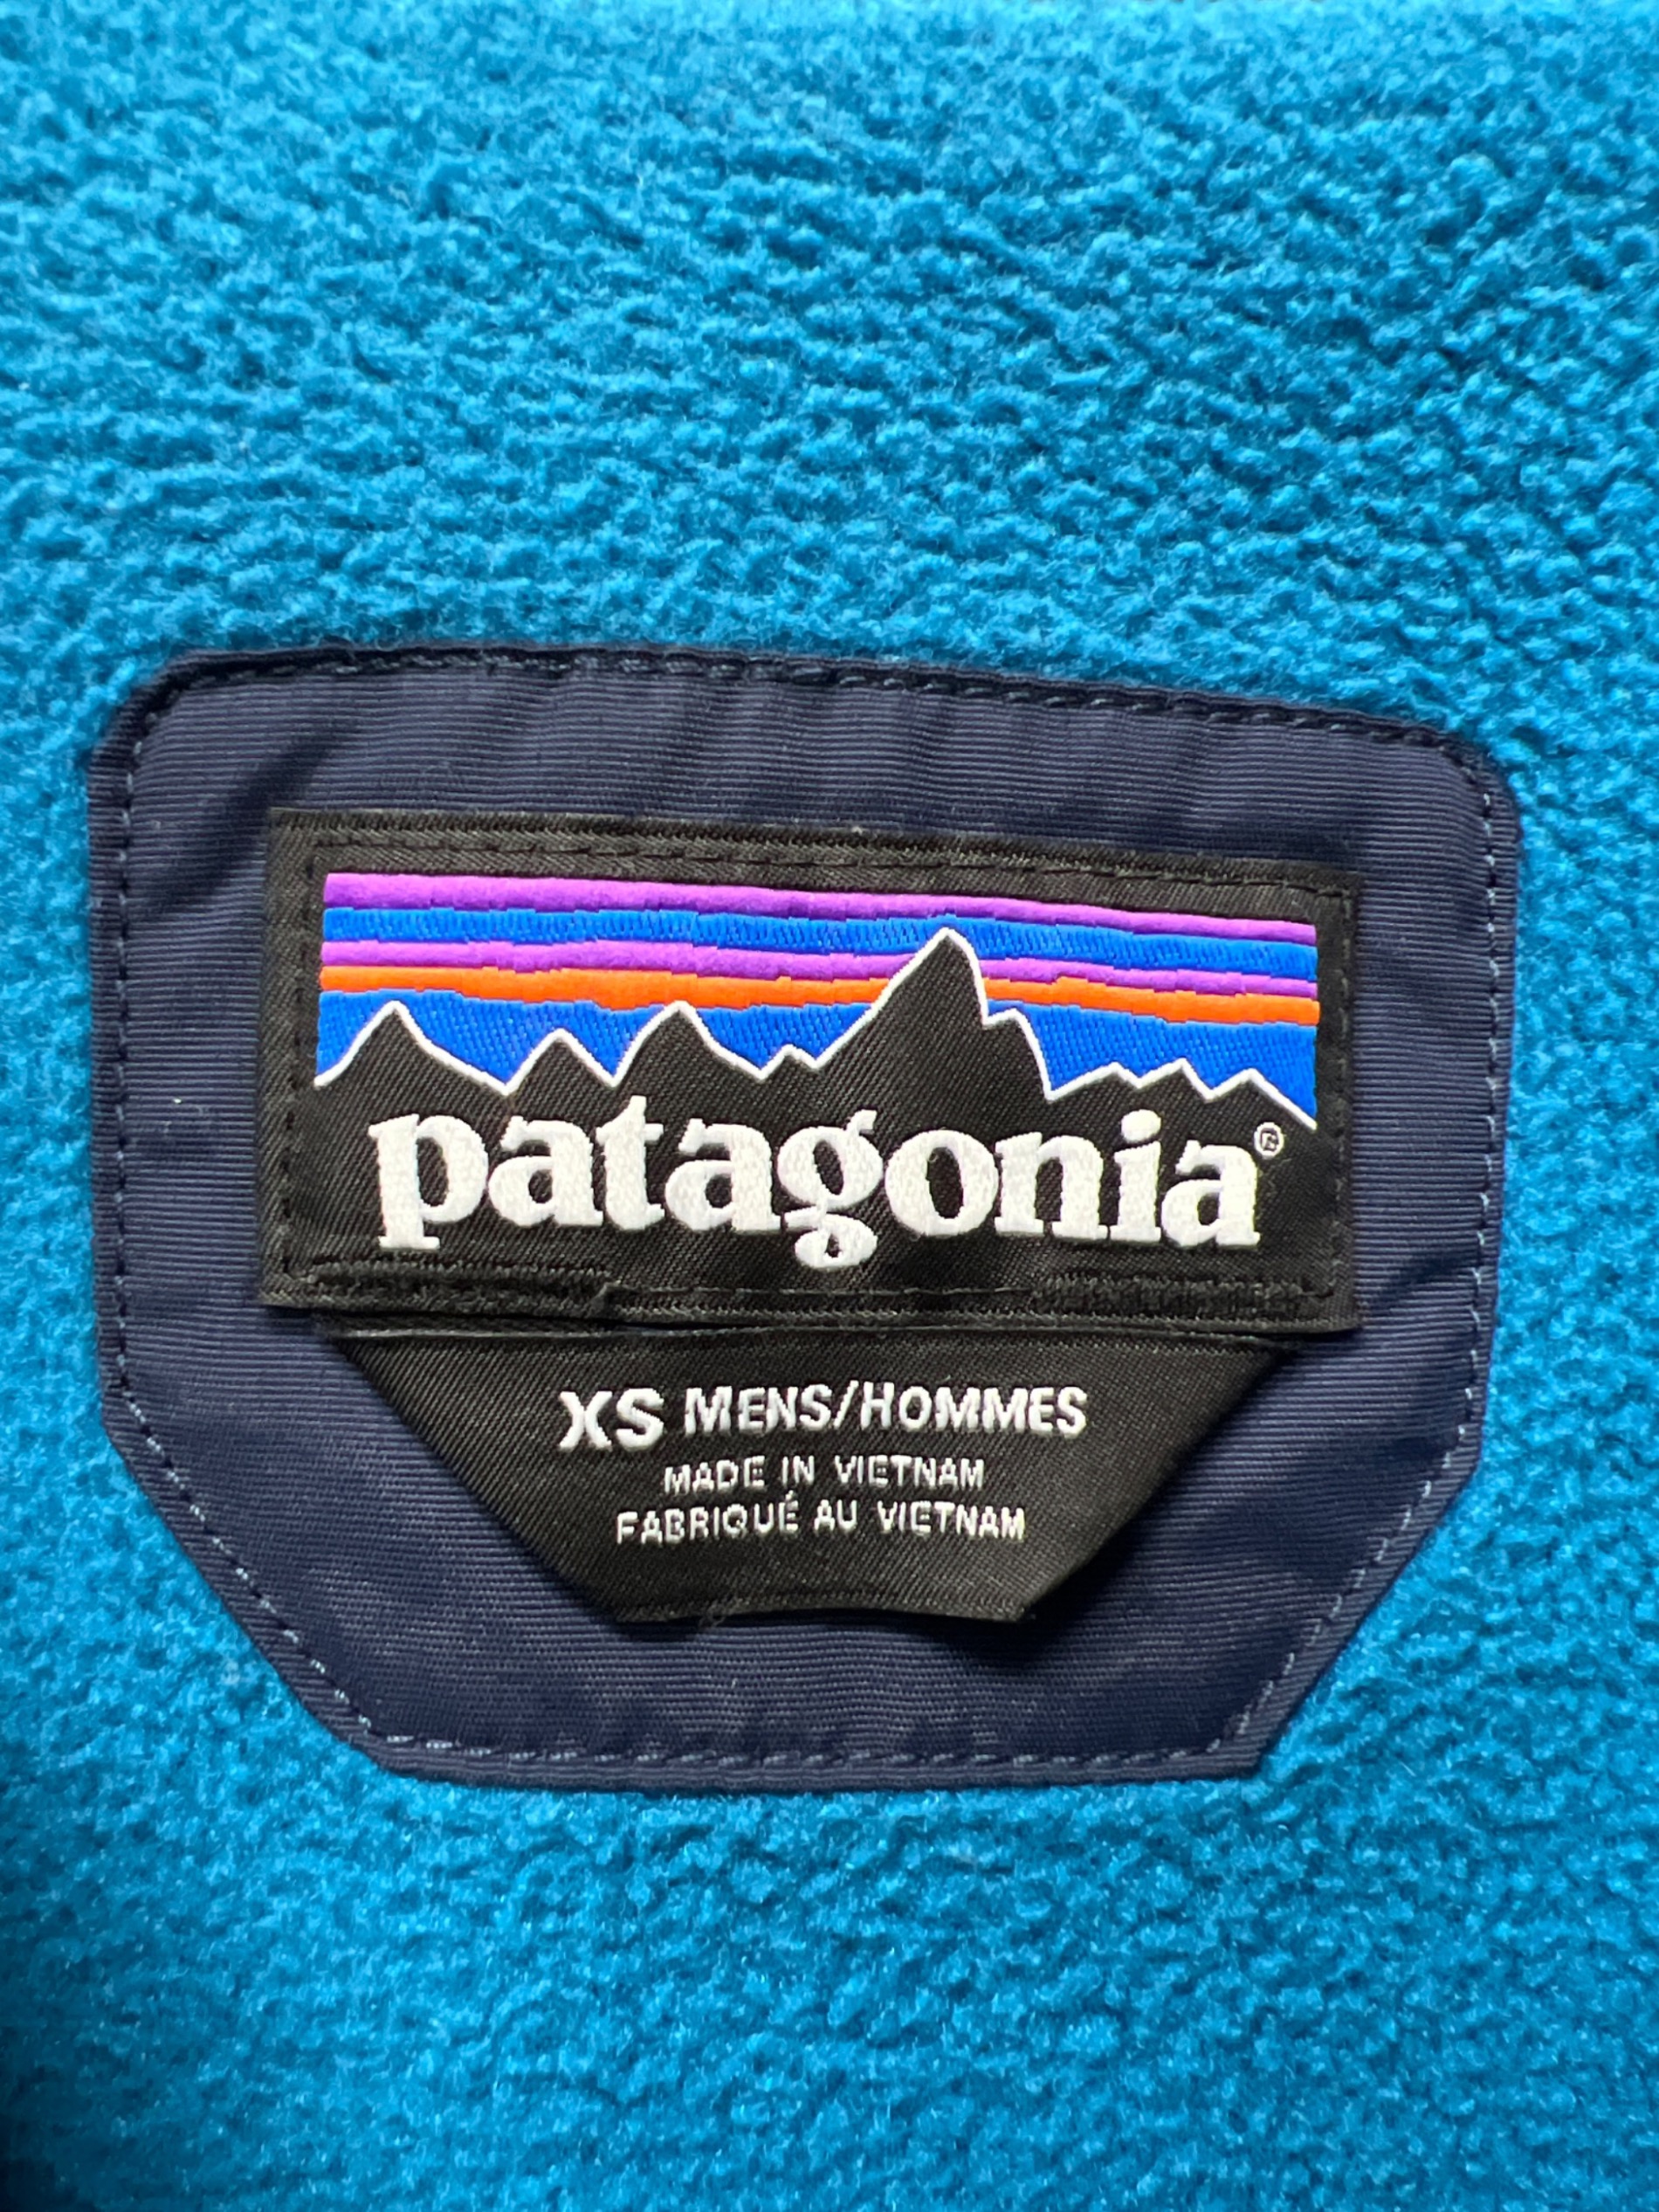 patagonia®
XS MENS/HOMMES
MADE IN VIETNAM
FABRIQUÉ AU VIETNAM